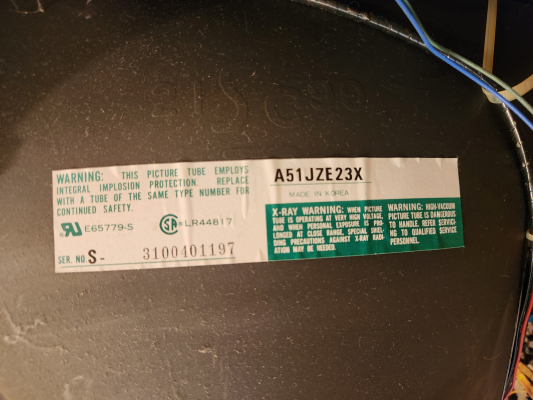 WARNING: THIS PICTURE TUBE EMPLOYS
INTEGRAL IMPLOSION PROTECTION. REPLACE
WITH A TUBE OF THE SAME TYPE NUMBER FOR
CONTINUED SAFETY.
E65779-S
LR44817
SER. NO S- 3100401197
A51JZE23X
MADE IN KOREA
X-RAY WARNING: WHEN PICTURE
TUBE IS OPERATING AT VERY HIGH VOLTAGE,
AND WHEN PERSONAL EXPOSURE IS PRO-
LONGED AT CLOSE RANGE, SPECIAL SHIEL-
DING PRECAUTIONS AGAINST X-RAY RADI-
ATION MAY BE NEEDED.
WARNING: HIGH-VACUUM
PICTURE TUBE IS DANGEROUS
TO HANDLE. REFER SERVIC-
ING TO QUALIFIED SERVICE
PERSONNEL.